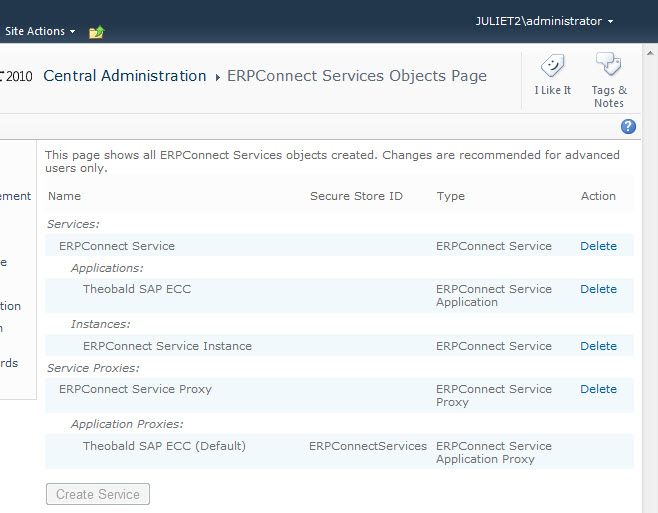 JULIET2\administrator
Site Actions
2010 Central Administration ▸ ERPConnect Services Objects Page
I Like It
Tags &
Notes
This page shows all ERPConnect Services objects created. Changes are recommended for advanced
users only.
Name Secure Store ID Type Action
Services:
ERPConnect Service ERPConnect Service Delete
Applications:
Theobald SAP ECC ERPConnect Service Delete
Application
Instances:
ERPConnect Service Instance ERPConnect Service Delete
Service Proxies:
ERPConnect Service Proxy ERPConnect Service Delete
Proxy
Application Proxies:
Theobald SAP ECC (Default) ERPConnectServices ERPConnect Service
Application Proxy
Create Service